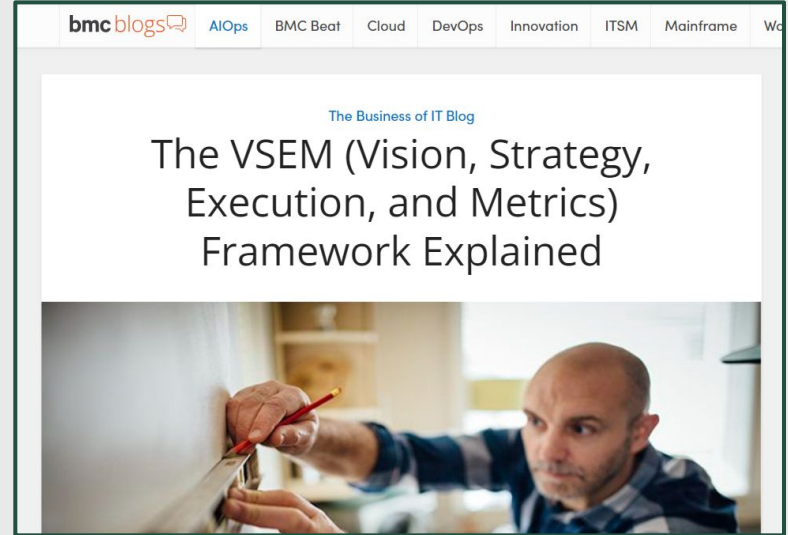 bmc blogs AIOps BMC Beat Cloud DevOps Innovation ITSM Mainframe
The Business of IT Blog
The VSEM (Vision, Strategy,
Execution, and Metrics)
Framework Explained